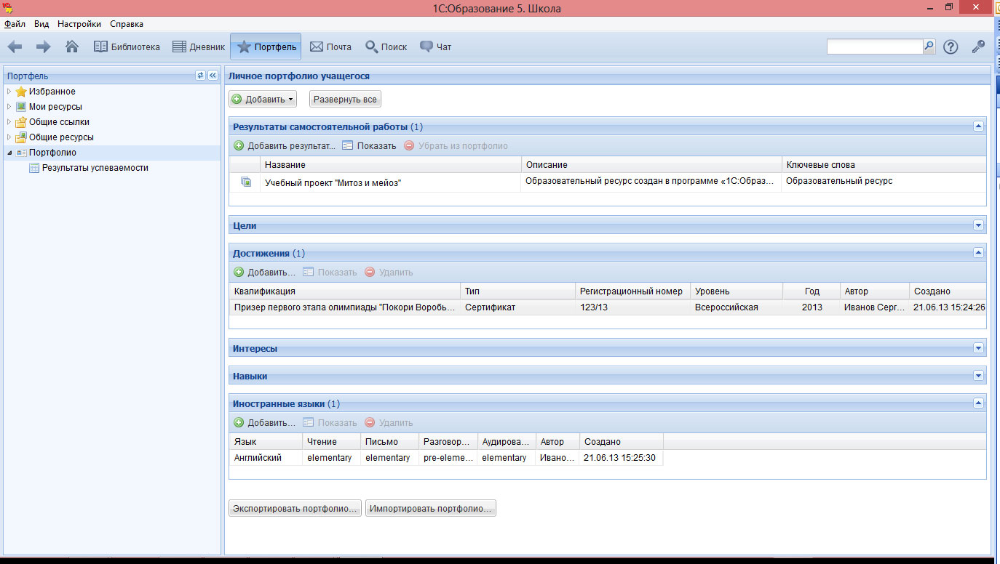 1С:Образование 5. Школа
Файл Вид Настройки Справка
Библиотека Дневник Портфель Почта Поиск Чат
Портфель
Избранное
Мои ресурсы
Общие ссылки
Общие ресурсы
Портфолио
Результаты успеваемости
Личное портфолио учащегося
Добавить Развернуть все
Результаты самостоятельной работы (1)
Добавить результат... Показать Убрать из портфолио
Название Описание Ключевые слова
Учебный проект "Митоз и мейоз" Образовательный ресурс создан в программе «1С:Образ... Образовательный ресурс
Цели
Достижения (1)
Добавить... Показать Удалить
Квалификация Тип Регистрационный номер Уровень Год Автор Создано
Призер первого этапа олимпиады "Покори Воробь... Сертификат 123/13 Всероссийская 2013 Иванов Серг... 21.06.13 15:24:26
Интересы
Навыки
Иностранные языки (1)
Добавить... Показать Удалить
Язык Чтение Письмо Разговор... Аудирова... Автор Создано
Английский elementary elementary pre-eleme... elementary Ивано... 21.06.13 15:25:30
Экспортировать портфолио... Импортировать портфолио...